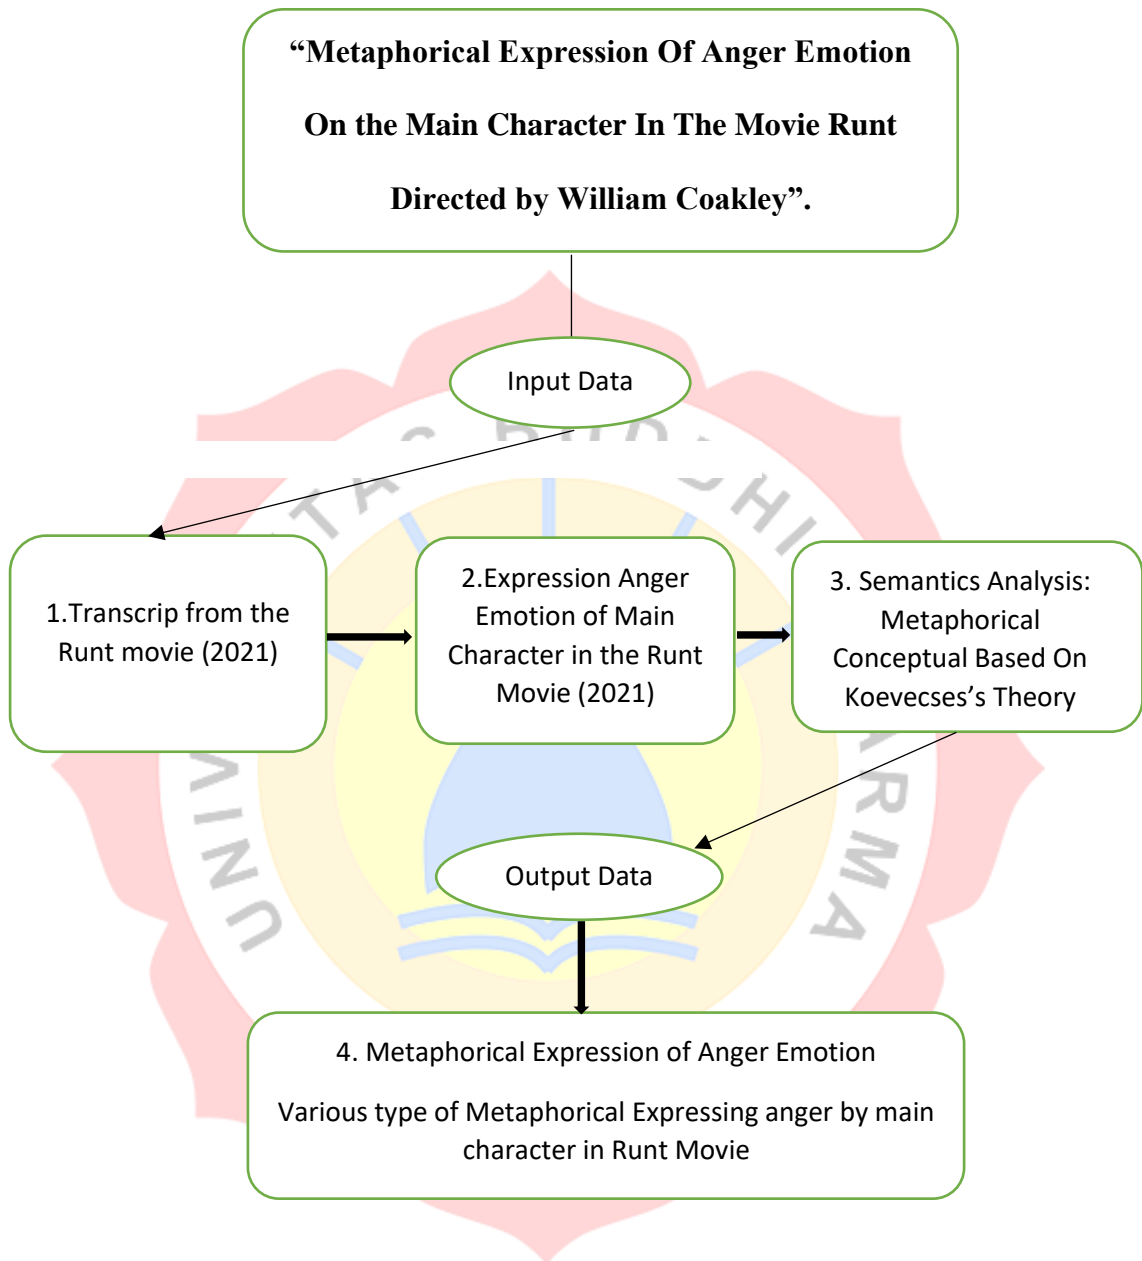 “Metaphorical Expression Of Anger Emotion
On the Main Character In The Movie Runt
Directed by William Coakley”.
Input Data
1.Transcrip from the
Runt movie (2021)
2.Expression Anger
Emotion of Main
Character in the Runt
Movie (2021)
3. Semantics Analysis:
Metaphorical
Conceptual Based On
Koevecses’s Theory
Output Data
4. Metaphorical Expression of Anger Emotion
Various type of Metaphorical Expressing anger by main
character in Runt Movie